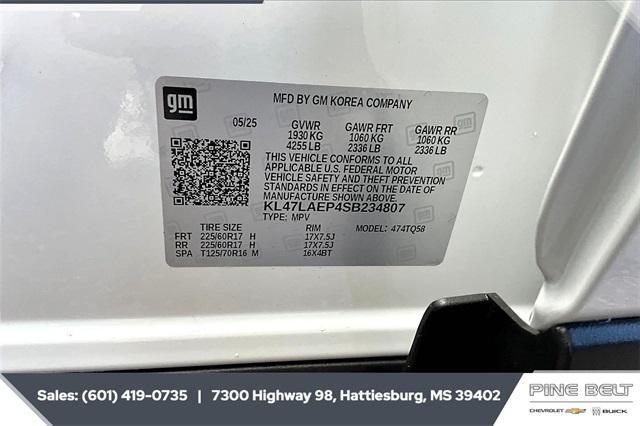 gm
MFD BY GM KOREA COMPANY
05/25 GVWR GAWR FRT GAWR RR
1930 KG 1060 KG 1060 KG
4255 LB 2336 LB 2336 LB
THIS VEHICLE CONFORMS TO ALL
APPLICABLE U.S. FEDERAL MOTOR
VEHICLE SAFETY AND THEFT PREVENTION
STANDARDS IN EFFECT ON THE DATE
OF MANUFACTURE SHOWN ABOVE.
KL47LAEP4SB234807
TYPE: MPV MODEL: 474TQ58
TIRE SIZE RIM
FRT 225/60R17 H 17X7.5J
RR 225/60R17 H 17X7.5J
SPA T125/70R16 M 16X4BT
Sales: (601) 419-0735 | 7300 Highway 98, Hattiesburg, MS 39402
PINE BELT
CHEVROLET BUICK